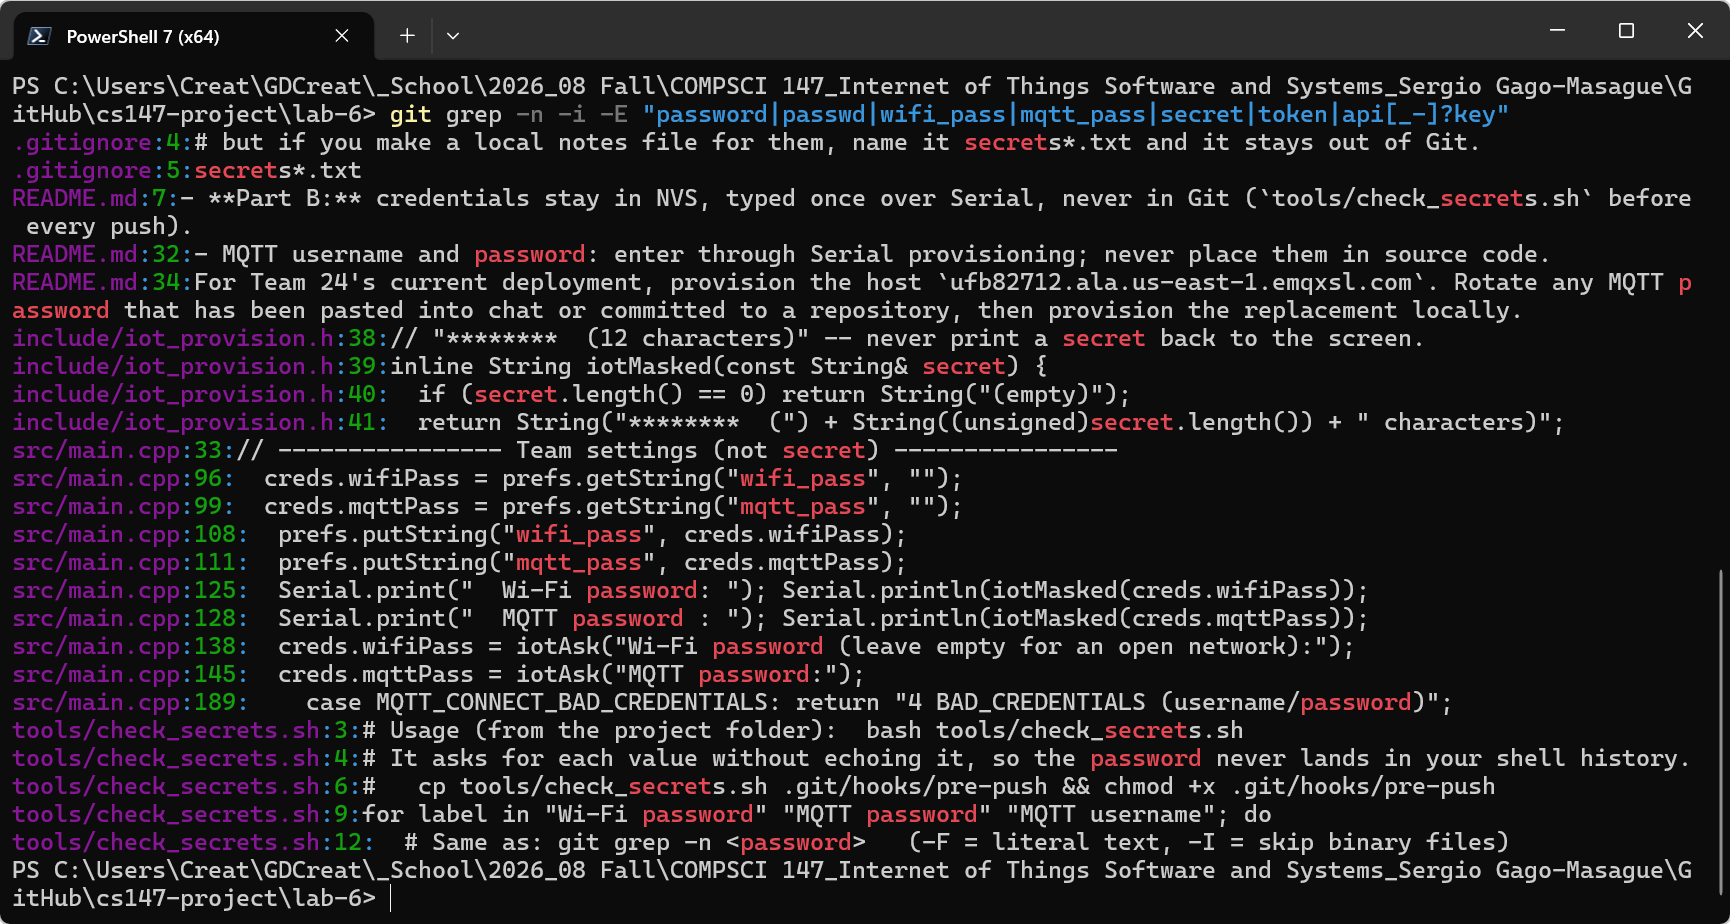 PowerShell 7 (x64)
PS C:\Users\Creat\GDCreat\_School\2026_08 Fall\COMPSCI 147_Internet of Things Software and Systems_Sergio Gago-Masague\G
itHub\cs147-project\lab-6> git grep -n -i -E "password|passwd|wifi_pass|mqtt_pass|secret|token|api[_-]?key"
.gitignore:4:# but if you make a local notes file for them, name it secrets*.txt and it stays out of Git.
.gitignore:5:secrets*.txt
README.md:7:- **Part B:** credentials stay in NVS, typed once over Serial, never in Git (`tools/check_secrets.sh` before
 every push).
README.md:32:- MQTT username and password: enter through Serial provisioning; never place them in source code.
README.md:34:For Team 24's current deployment, provision the host `ufb82712.ala.us-east-1.emqxsl.com`. Rotate any MQTT p
assword that has been pasted into chat or committed to a repository, then provision the replacement locally.
include/iot_provision.h:38:// "********  (12 characters)" -- never print a secret back to the screen.
include/iot_provision.h:39:inline String iotMasked(const String& secret) {
include/iot_provision.h:40:  if (secret.length() == 0) return String("(empty)");
include/iot_provision.h:41:  return String("********  (") + String((unsigned)secret.length()) + " characters)";
src/main.cpp:33:// ---------------- Team settings (not secret) ----------------
src/main.cpp:96:  creds.wifiPass = prefs.getString("wifi_pass", "");
src/main.cpp:99:  creds.mqttPass = prefs.getString("mqtt_pass", "");
src/main.cpp:108:  prefs.putString("wifi_pass", creds.wifiPass);
src/main.cpp:111:  prefs.putString("mqtt_pass", creds.mqttPass);
src/main.cpp:125:  Serial.print("  Wi-Fi password: "); Serial.println(iotMasked(creds.wifiPass));
src/main.cpp:128:  Serial.print("  MQTT password : "); Serial.println(iotMasked(creds.mqttPass));
src/main.cpp:138:  creds.wifiPass = iotAsk("Wi-Fi password (leave empty for an open network):");
src/main.cpp:145:  creds.mqttPass = iotAsk("MQTT password:");
src/main.cpp:189:    case MQTT_CONNECT_BAD_CREDENTIALS: return "4 BAD_CREDENTIALS (username/password)";
tools/check_secrets.sh:3:# Usage (from the project folder):  bash tools/check_secrets.sh
tools/check_secrets.sh:4:# It asks for each value without echoing it, so the password never lands in your shell history.
tools/check_secrets.sh:6:#   cp tools/check_secrets.sh .git/hooks/pre-push && chmod +x .git/hooks/pre-push
tools/check_secrets.sh:9:for label in "Wi-Fi password" "MQTT password" "MQTT username"; do
tools/check_secrets.sh:12:  # Same as: git grep -n <password>   (-F = literal text, -I = skip binary files)
PS C:\Users\Creat\GDCreat\_School\2026_08 Fall\COMPSCI 147_Internet of Things Software and Systems_Sergio Gago-Masague\G
itHub\cs147-project\lab-6>